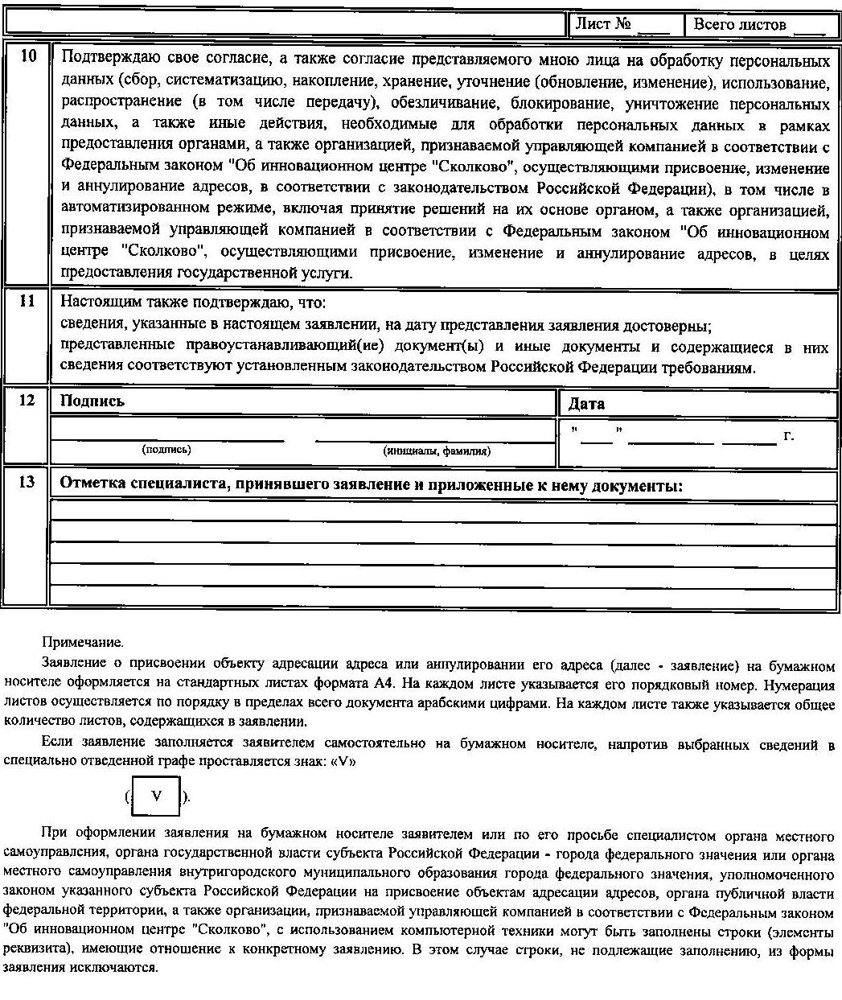 Лист № ____ Всего листов ____
10 Подтверждаю свое согласие, а также согласие представляемого мною лица на обработку персональных
данных (сбор, систематизацию, накопление, хранение, уточнение (обновление, изменение), использование,
распространение (в том числе передачу), обезличивание, блокирование, уничтожение персональных
данных, а также иные действия, необходимые для обработки персональных данных в рамках
предоставления органами, а также организацией, признаваемой управляющей компанией в соответствии с
Федеральным законом "Об инновационном центре "Сколково", осуществляющими присвоение, изменение
и аннулирование адресов, в соответствии с законодательством Российской Федерации), в том числе в
автоматизированном режиме, включая принятие решений на их основе органом, а также организацией,
признаваемой управляющей компанией в соответствии с Федеральным законом "Об инновационном
центре "Сколково", осуществляющими присвоение, изменение и аннулирование адресов, в целях
предоставления государственной услуги.
11 Настоящим также подтверждаю, что:
сведения, указанные в настоящем заявлении, на дату представления заявления достоверны;
представленные правоустанавливающий(ие) документ(ы) и иные документы и содержащиеся в них
сведения соответствуют установленным законодательством Российской Федерации требованиям.
12 Подпись Дата
" ____ " ________ ____ г.
(подпись) (инициалы, фамилия)
13 Отметка специалиста, принявшего заявление и приложенные к нему документы:
Примечание.
Заявление о присвоении объекту адресации адреса или аннулировании его адреса (далее - заявление) на бумажном
носителе оформляется на стандартных листах формата А4. На каждом листе указывается его порядковый номер. Нумерация
листов осуществляется по порядку в пределах всего документа арабскими цифрами. На каждом листе также указывается общее
количество листов, содержащихся в заявлении.
Если заявление заполняется заявителем самостоятельно на бумажном носителе, напротив выбранных сведений в
специально отведенной графе проставляется знак: «V»
( V ).
При оформлении заявления на бумажном носителе заявителем или по его просьбе специалистом органа местного
самоуправления, органа государственной власти субъекта Российской Федерации - города федерального значения или органа
местного самоуправления внутригородского муниципального образования города федерального значения, уполномоченного
законом указанного субъекта Российской Федерации на присвоение объектам адресации адресов, органа публичной власти
федеральной территории, а также организации, признаваемой управляющей компанией в соответствии с Федеральным законом
"Об инновационном центре "Сколково", с использованием компьютерной техники могут быть заполнены строки (элементы
реквизита), имеющие отношение к конкретному заявлению. В этом случае строки, не подлежащие заполнению, из формы
заявления исключаются.